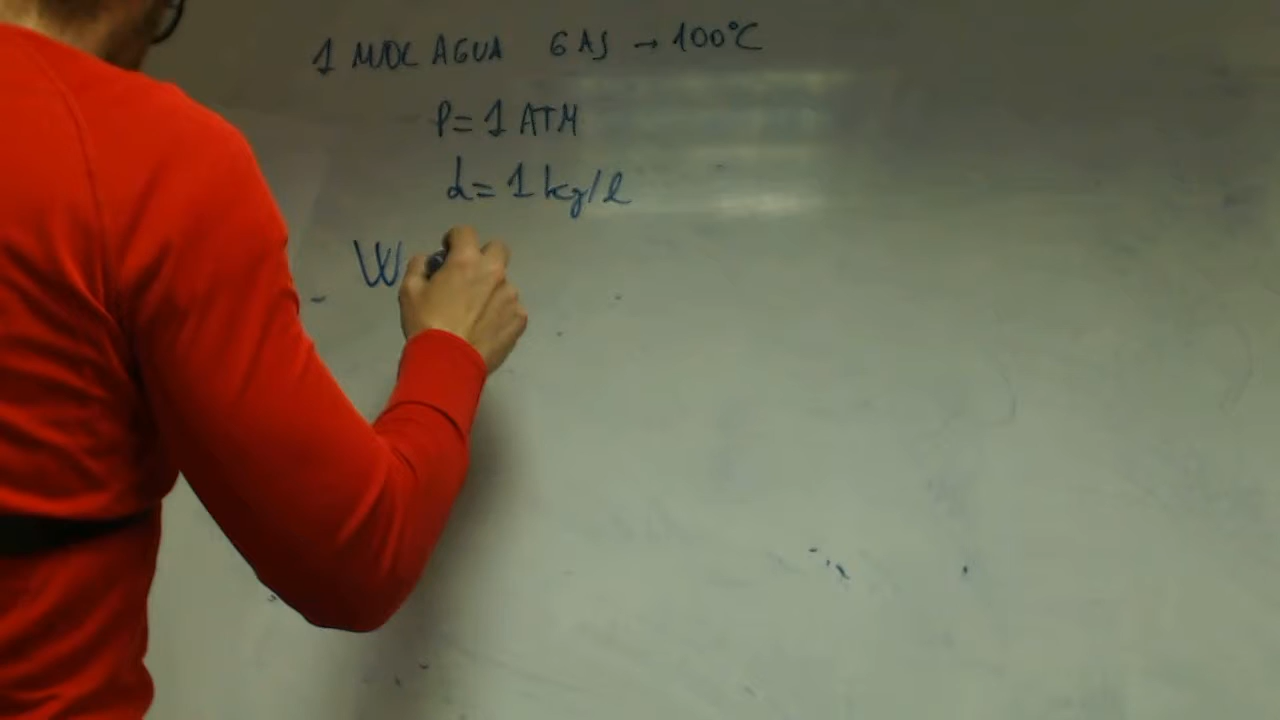 1 MOL AGUA GAS → 100°C
P = 1 ATM
d = 1 kg/l
W